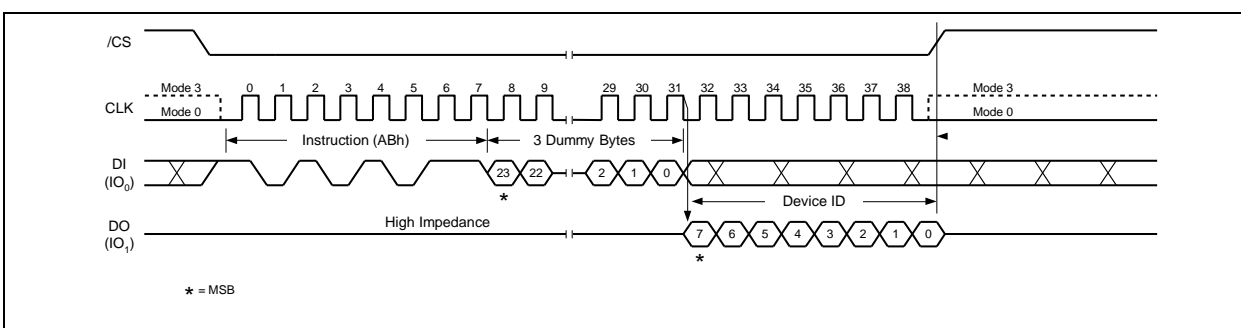 /CS
Mode 3 0 1 2 3 4 5 6 7 8 9 29 30 31 32 33 34 35 36 37 38 Mode 3
CLK
Mode 0 Mode 0
Instruction (ABh) 3 Dummy Bytes
DI
(IO0)
23 22 2 1 0
*
Device ID
High Impedance
DO
(IO1)
7 6 5 4 3 2 1 0
*
* = MSB